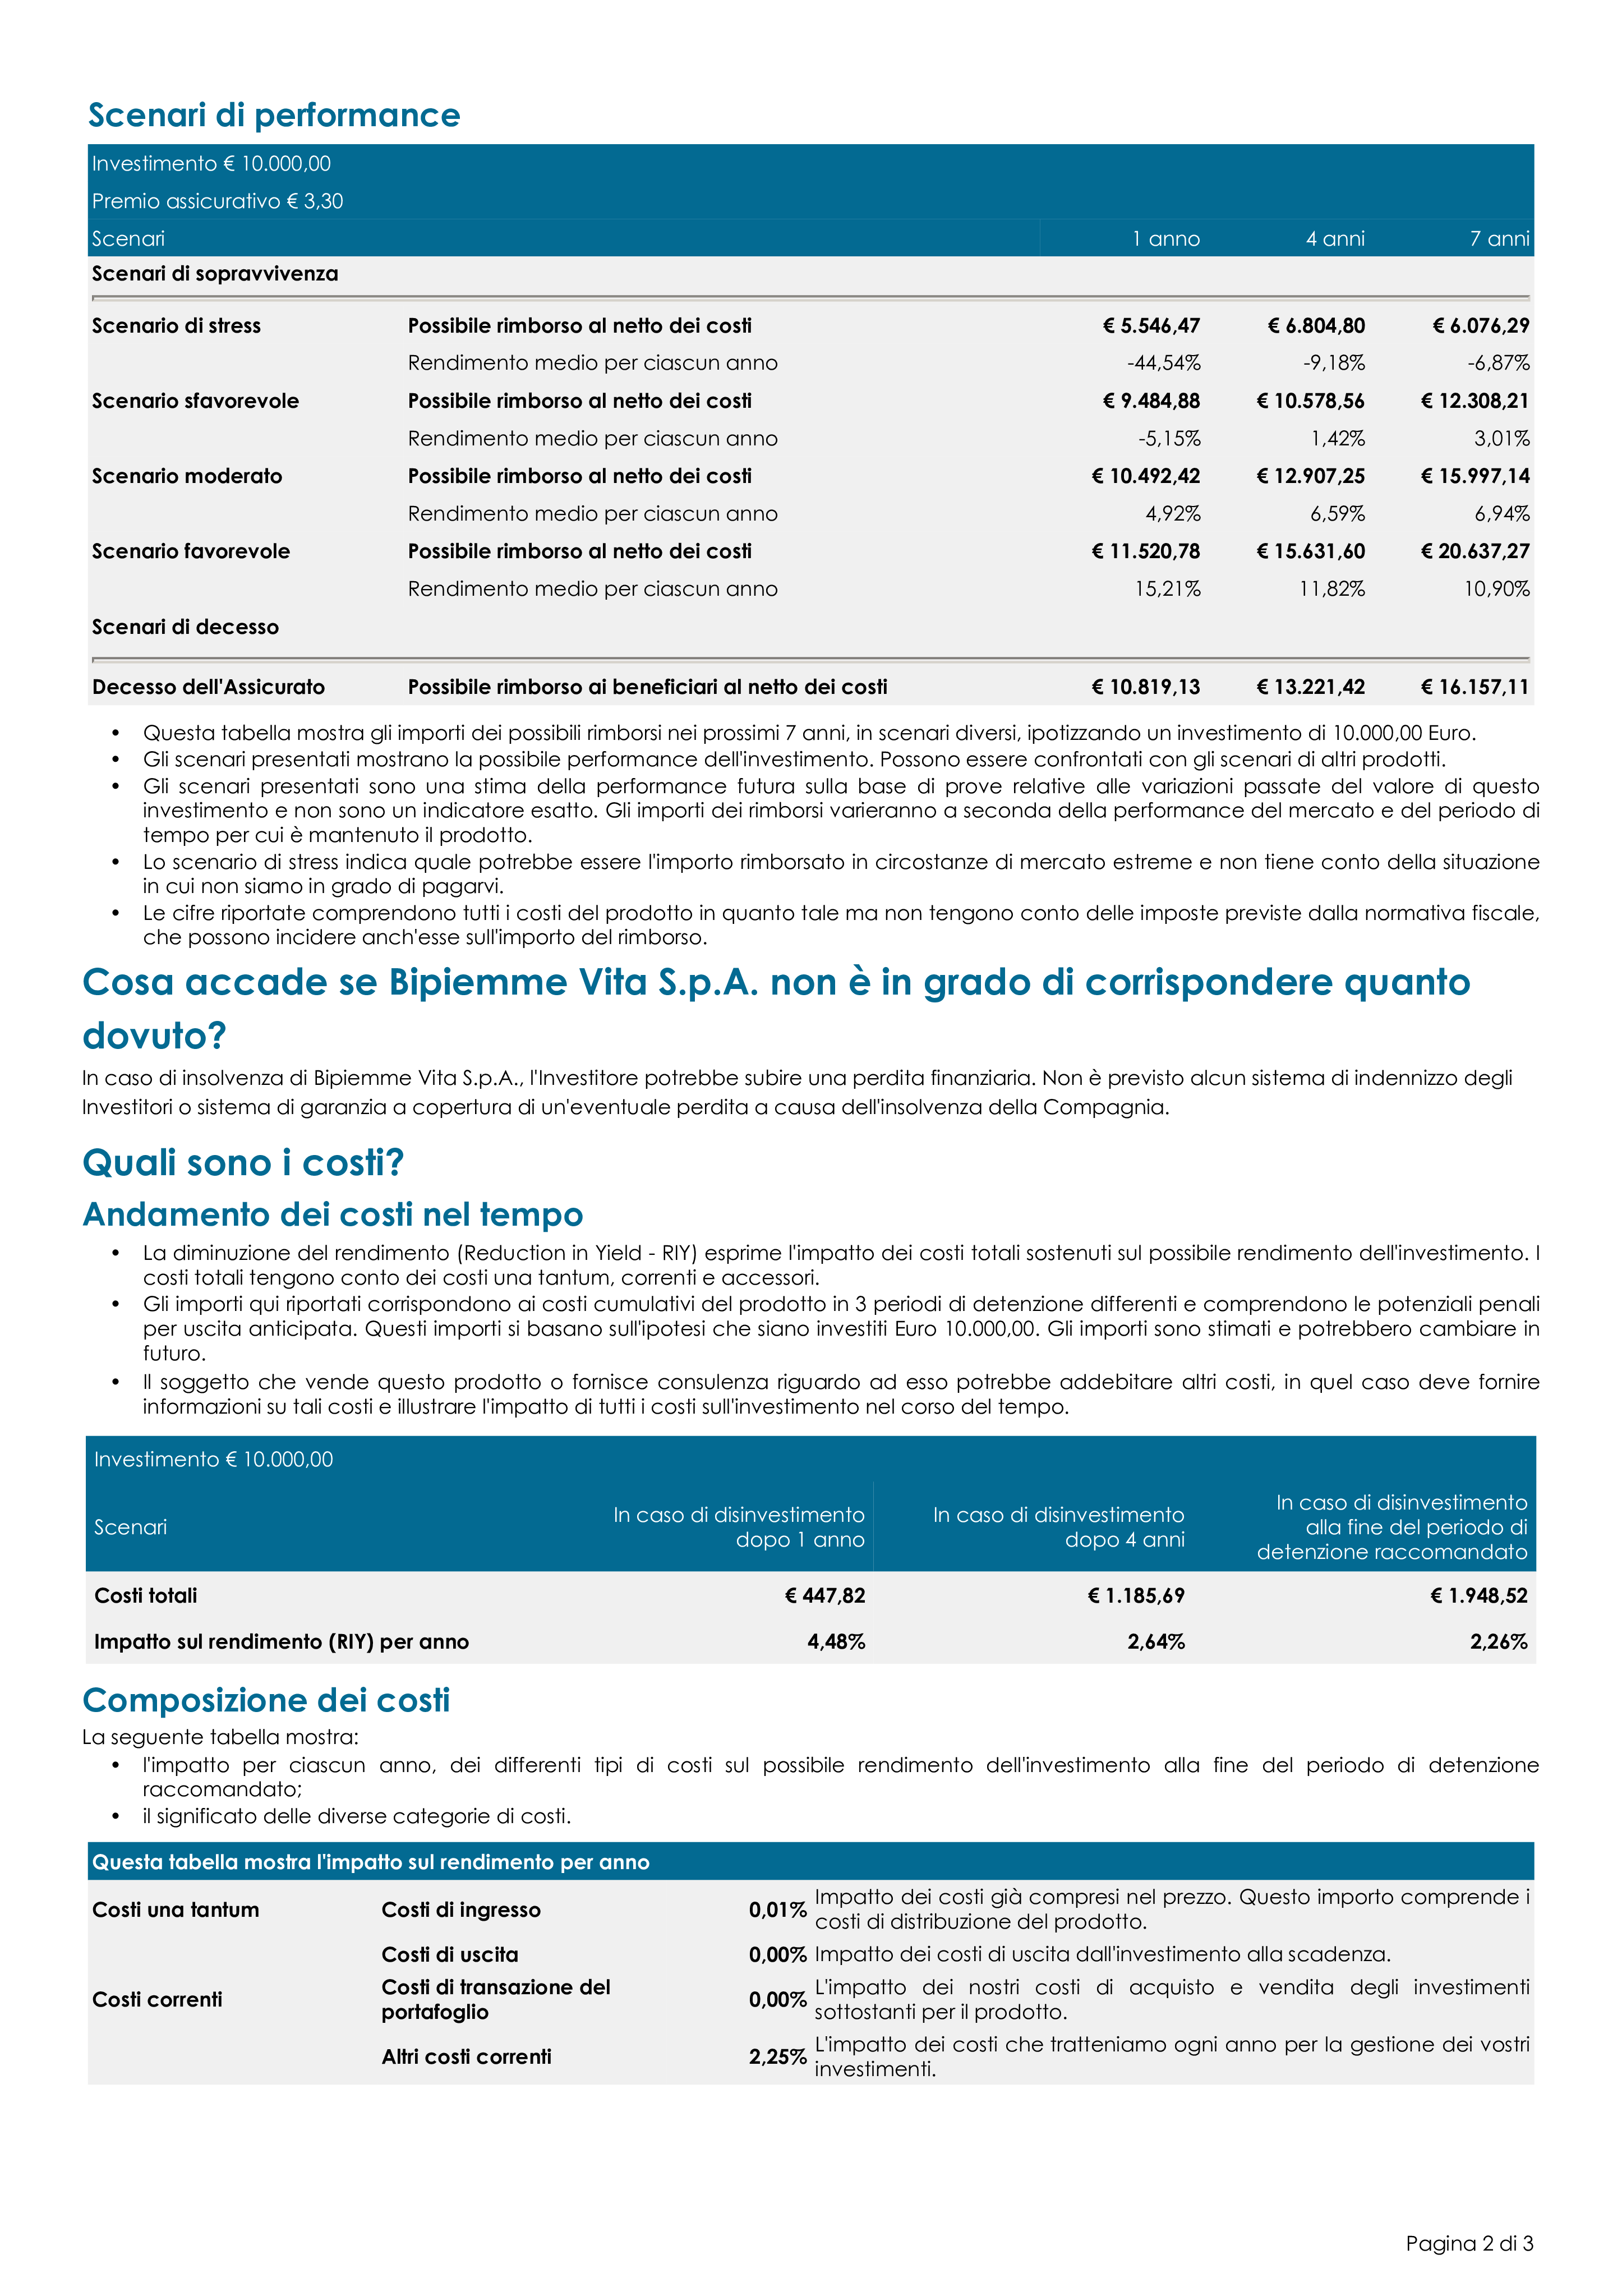 Scenari di performance
Investimento € 10.000,00
Premio assicurativo € 3,30
Scenari 1 anno 4 anni 7 anni
Scenari di sopravvivenza
Scenario di stress Possibile rimborso al netto dei costi € 5.546,47 € 6.804,80 € 6.076,29
Rendimento medio per ciascun anno -44,54% -9,18% -6,87%
Scenario sfavorevole Possibile rimborso al netto dei costi € 9.484,88 € 10.578,56 € 12.308,21
Rendimento medio per ciascun anno -5,15% 1,42% 3,01%
Scenario moderato Possibile rimborso al netto dei costi € 10.492,42 € 12.907,25 € 15.997,14
Rendimento medio per ciascun anno 4,92% 6,59% 6,94%
Scenario favorevole Possibile rimborso al netto dei costi € 11.520,78 € 15.631,60 € 20.637,27
Rendimento medio per ciascun anno 15,21% 11,82% 10,90%
Scenari di decesso
Decesso dell'Assicurato Possibile rimborso ai beneficiari al netto dei costi € 10.819,13 € 13.221,42 € 16.157,11
• Questa tabella mostra gli importi dei possibili rimborsi nei prossimi 7 anni, in scenari diversi, ipotizzando un investimento di 10.000,00 Euro.
• Gli scenari presentati mostrano la possibile performance dell'investimento. Possono essere confrontati con gli scenari di altri prodotti.
• Gli scenari presentati sono una stima della performance futura sulla base di prove relative alle variazioni passate del valore di questo
investimento e non sono un indicatore esatto. Gli importi dei rimborsi varieranno a seconda della performance del mercato e del periodo di
tempo per cui è mantenuto il prodotto.
• Lo scenario di stress indica quale potrebbe essere l'importo rimborsato in circostanze di mercato estreme e non tiene conto della situazione
in cui non siamo in grado di pagarvi.
• Le cifre riportate comprendono tutti i costi del prodotto in quanto tale ma non tengono conto delle imposte previste dalla normativa fiscale,
che possono incidere anch'esse sull'importo del rimborso.
Cosa accade se Bipiemme Vita S.p.A. non è in grado di corrispondere quanto
dovuto?
In caso di insolvenza di Bipiemme Vita S.p.A., l'Investitore potrebbe subire una perdita finanziaria. Non è previsto alcun sistema di indennizzo degli
Investitori o sistema di garanzia a copertura di un'eventuale perdita a causa dell'insolvenza della Compagnia.
Quali sono i costi?
Andamento dei costi nel tempo
• La diminuzione del rendimento (Reduction in Yield - RIY) esprime l'impatto dei costi totali sostenuti sul possibile rendimento dell'investimento. I
costi totali tengono conto dei costi una tantum, correnti e accessori.
• Gli importi qui riportati corrispondono ai costi cumulativi del prodotto in 3 periodi di detenzione differenti e comprendono le potenziali penali
per uscita anticipata. Questi importi si basano sull'ipotesi che siano investiti Euro 10.000,00. Gli importi sono stimati e potrebbero cambiare in
futuro.
• Il soggetto che vende questo prodotto o fornisce consulenza riguardo ad esso potrebbe addebitare altri costi, in quel caso deve fornire
informazioni su tali costi e illustrare l'impatto di tutti i costi sull'investimento nel corso del tempo.
Investimento € 10.000,00
Scenari In caso di disinvestimento dopo 1 anno In caso di disinvestimento dopo 4 anni In caso di disinvestimento alla fine del periodo di detenzione raccomandato
Costi totali € 447,82 € 1.185,69 € 1.948,52
Impatto sul rendimento (RIY) per anno 4,48% 2,64% 2,26%
Composizione dei costi
La seguente tabella mostra:
• l'impatto per ciascun anno, dei differenti tipi di costi sul possibile rendimento dell'investimento alla fine del periodo di detenzione
raccomandato;
• il significato delle diverse categorie di costi.
Questa tabella mostra l'impatto sul rendimento per anno
Costi una tantum Costi di ingresso 0,01% Impatto dei costi già compresi nel prezzo. Questo importo comprende i
costi di distribuzione del prodotto.
Costi di uscita 0,00% Impatto dei costi di uscita dall'investimento alla scadenza.
Costi correnti Costi di transazione del portafoglio 0,00% L'impatto dei nostri costi di acquisto e vendita degli investimenti
sottostanti per il prodotto.
Altri costi correnti 2,25% L'impatto dei costi che tratteniamo ogni anno per la gestione dei vostri
investimenti.
Pagina 2 di 3